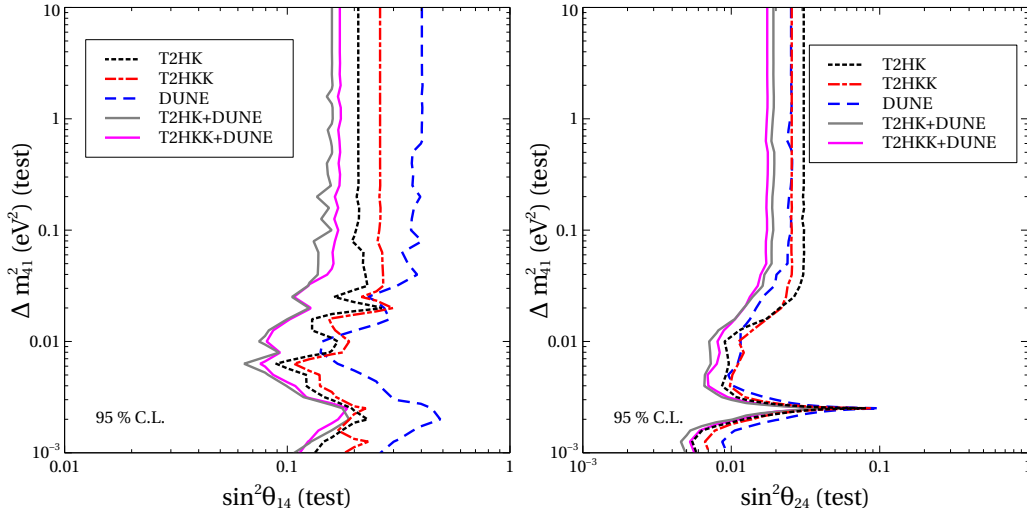 10
1
0.1
0.01
10⁻³
Δ m²₄₁ (eV²) (test)
T2HK
T2HKK
DUNE
T2HK+DUNE
T2HKK+DUNE
95 % C.L.
0.01
0.1
1
sin²θ₁₄ (test)
10
1
0.1
0.01
10⁻³
Δ m²₄₁ (eV²) (test)
T2HK
T2HKK
DUNE
T2HK+DUNE
T2HKK+DUNE
95 % C.L.
10⁻³
0.01
0.1
1
sin²θ₂₄ (test)